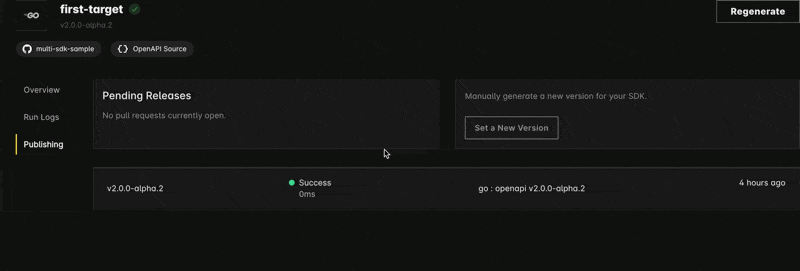 GO
first-target
v2.0.0-alpha.2
Regenerate
multi-sdk-sample
OpenAPI Source
Overview
Run Logs
Publishing
Pending Releases
No pull requests currently open.
Manually generate a new version for your SDK.
Set a New Version
v2.0.0-alpha.2
Success
0ms
go : openapi v2.0.0-alpha.2
4 hours ago